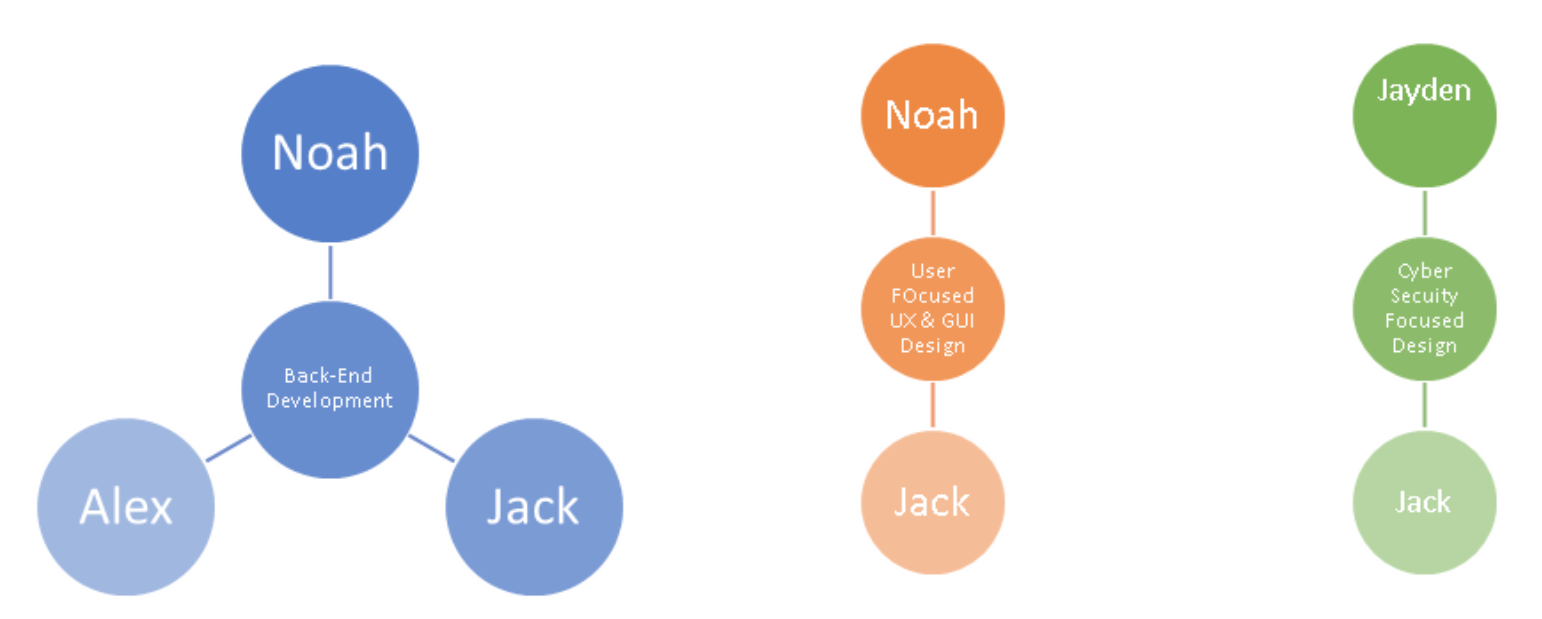 Noah
Back-End
Development
Alex
Jack
Noah
User
FOcused
UX & GUI
Design
Jack
Jayden
Cyber
Secuity
Focused
Design
Jack